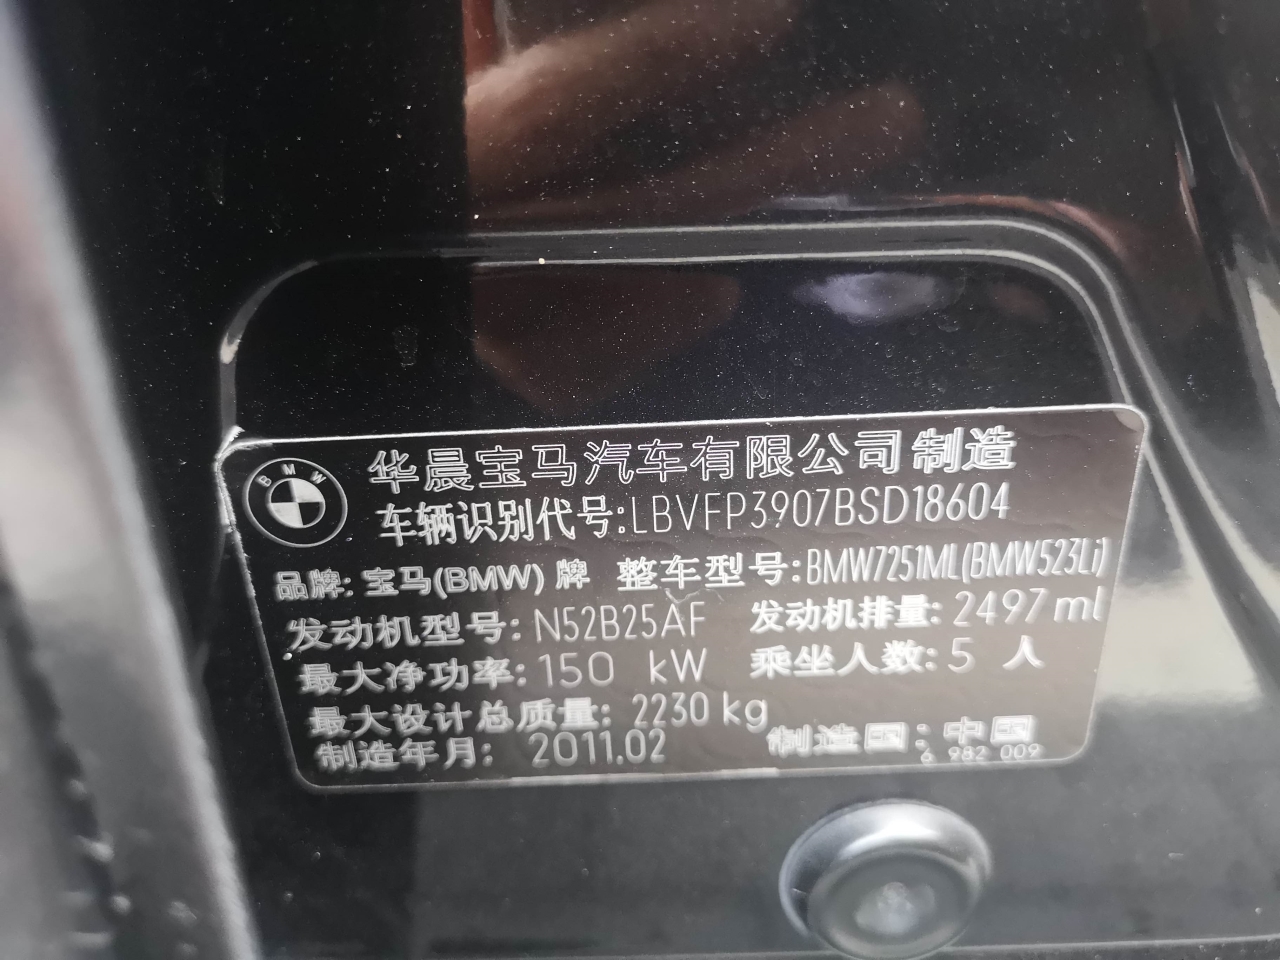 BMW
华晨宝马汽车有限公司制造
车辆识别代号:LBVFP3907BSD18604
品牌: 宝马(BMW) 牌 整车型号:BMW7251ML(BMW523Li)
发动机型号: N52B25AF 发动机排量: 2497 ml
最大净功率: 150 kW 乘坐人数: 5 人
最大设计总质量: 2230 kg
制造年月: 2011.02 制造国: 中国
6 982 009